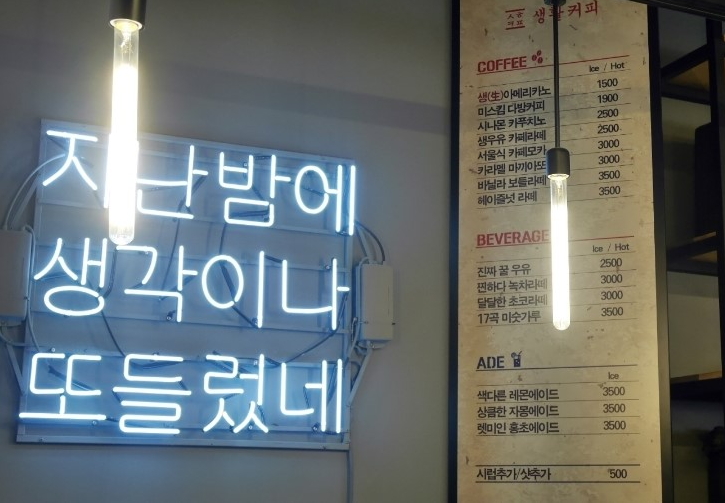 지난밤에
생각이나
또들렀네
생활커피
COFFEE
Ice / Hot
생(生)아메리카노 1500
미스킴 다방커피 1900
시나몬 카푸치노 2500
생우유 카페라떼 2500
서울식 카페모카 3000
카라멜 마끼아또 3000
바닐라 보틀라떼 3500
헤이즐넛 라떼 3500
BEVERAGE
Ice / Hot
진짜 꿀 우유 2500
찐하다 녹차라떼 3000
달달한 초코라떼 3000
17곡 미숫가루 3500
ADE
Ice
색다른 레몬에이드 3500
상큼한 자몽에이드 3500
렛미인 홍초에이드 3500
시럽추가/샷추가 500